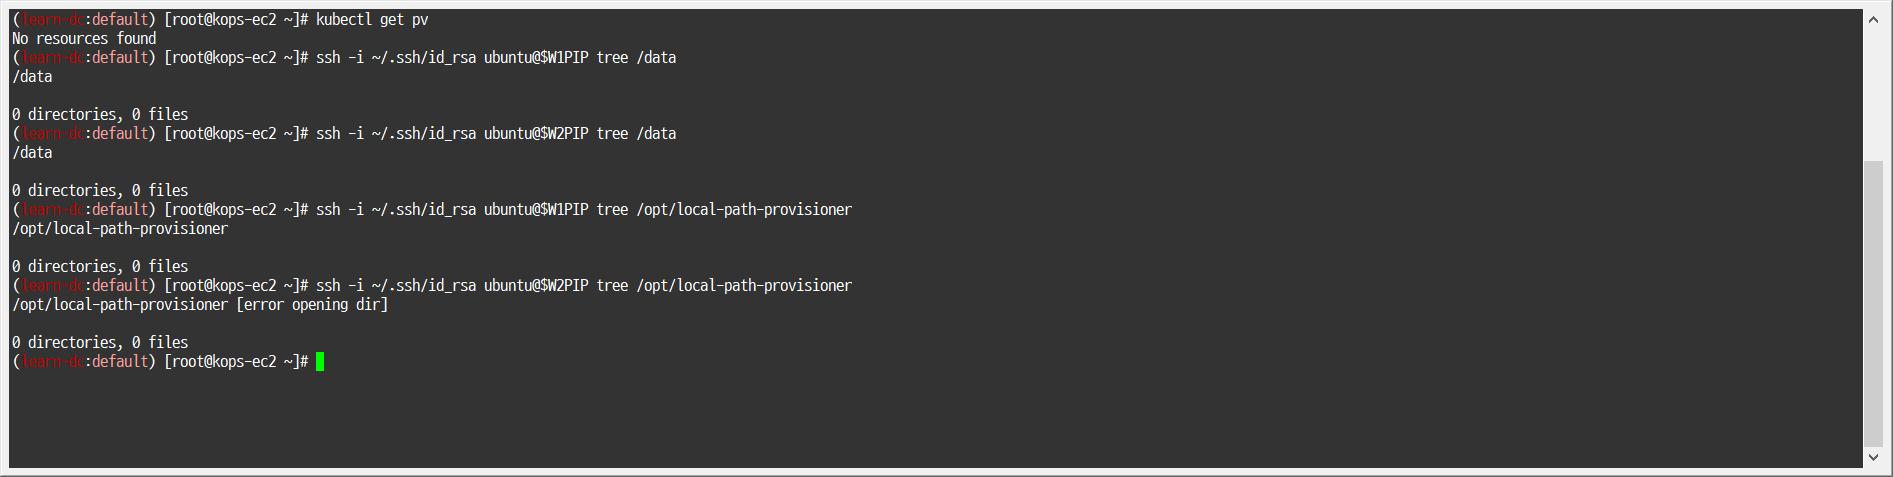 (learn-dc:default) [root@kops-ec2 ~]# kubectl get pv
No resources found
(learn-dc:default) [root@kops-ec2 ~]# ssh -i ~/.ssh/id_rsa ubuntu@$W1PIP tree /data
/data
0 directories, 0 files
(learn-dc:default) [root@kops-ec2 ~]# ssh -i ~/.ssh/id_rsa ubuntu@$W2PIP tree /data
/data
0 directories, 0 files
(learn-dc:default) [root@kops-ec2 ~]# ssh -i ~/.ssh/id_rsa ubuntu@$W1PIP tree /opt/local-path-provisioner
/opt/local-path-provisioner
0 directories, 0 files
(learn-dc:default) [root@kops-ec2 ~]# ssh -i ~/.ssh/id_rsa ubuntu@$W2PIP tree /opt/local-path-provisioner
/opt/local-path-provisioner [error opening dir]
0 directories, 0 files
(learn-dc:default) [root@kops-ec2 ~]#